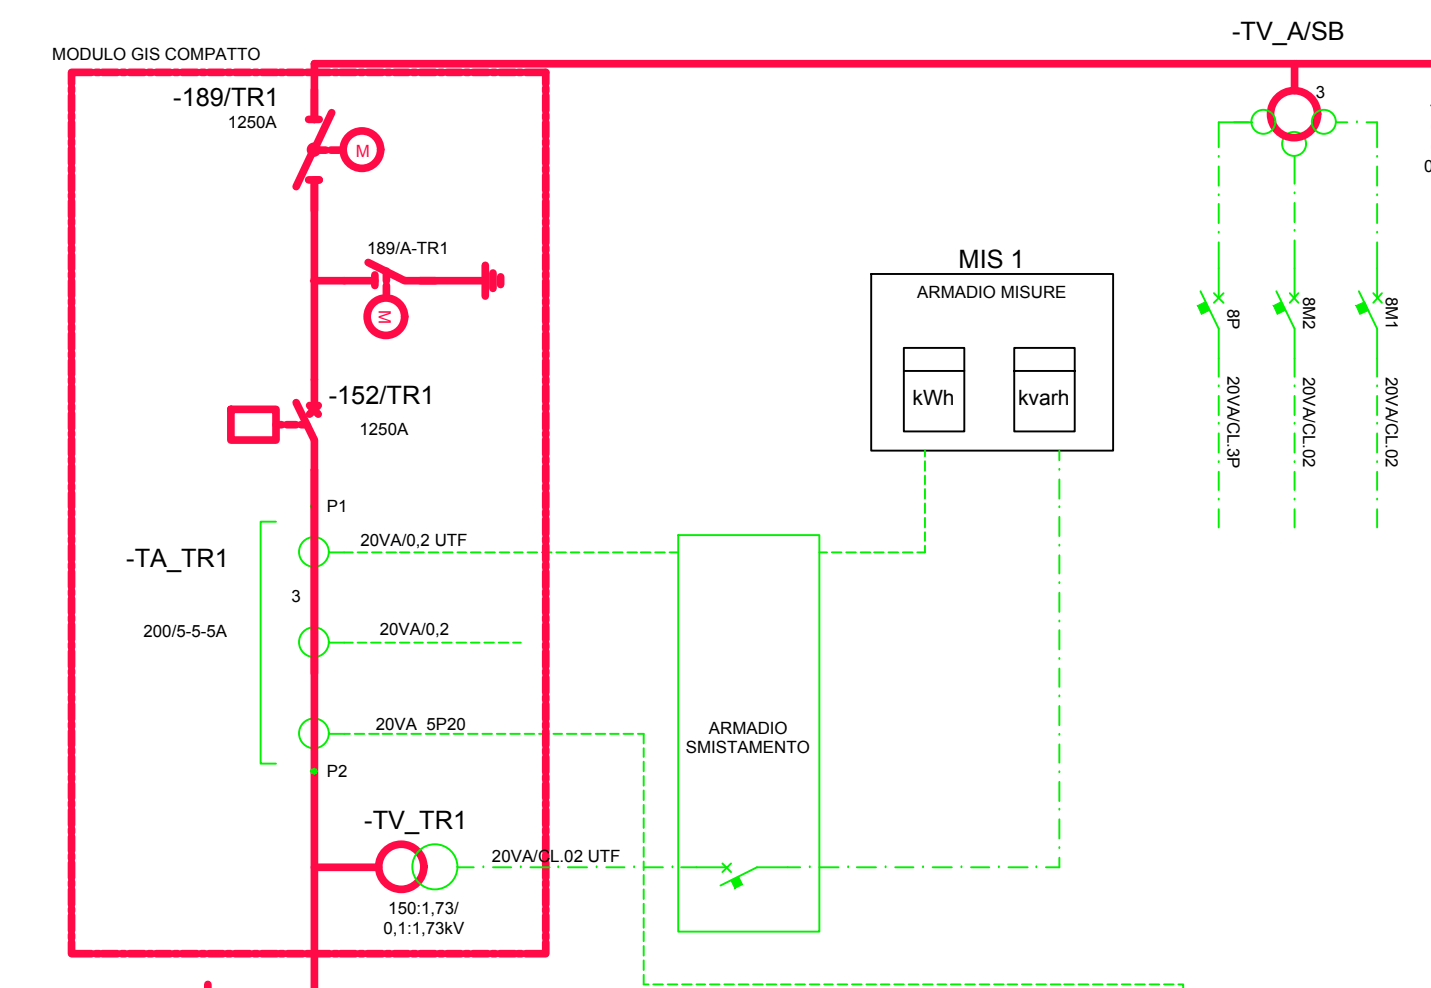 -TV_A/SB
MODULO GIS COMPATTO
3
-189/TR1
1250A
M
0
189/A-TR1
M
MIS 1
ARMADIO MISURE
kWh
kvarh
8P
8M2
8M1
20VA/CL.3P
20VA/CL.02
20VA/CL.02
-152/TR1
1250A
P1
20VA/0,2 UTF
-TA_TR1
3
200/5-5-5A
20VA/0,2
20VA 5P20
P2
ARMADIO
SMISTAMENTO
-TV_TR1
20VA/CL.02 UTF
150:1,73/
0,1:1,73kV